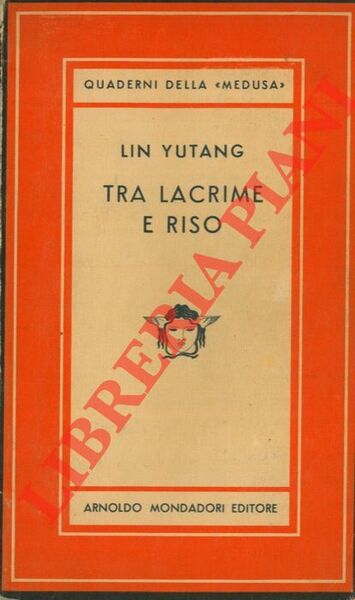 QUADERNI DELLA «MEDUSA»
LIN YUTANG
TRA LACRIME
E RISO
LIBRERIA PIANI
ARNOLDO MONDADORI EDITORE